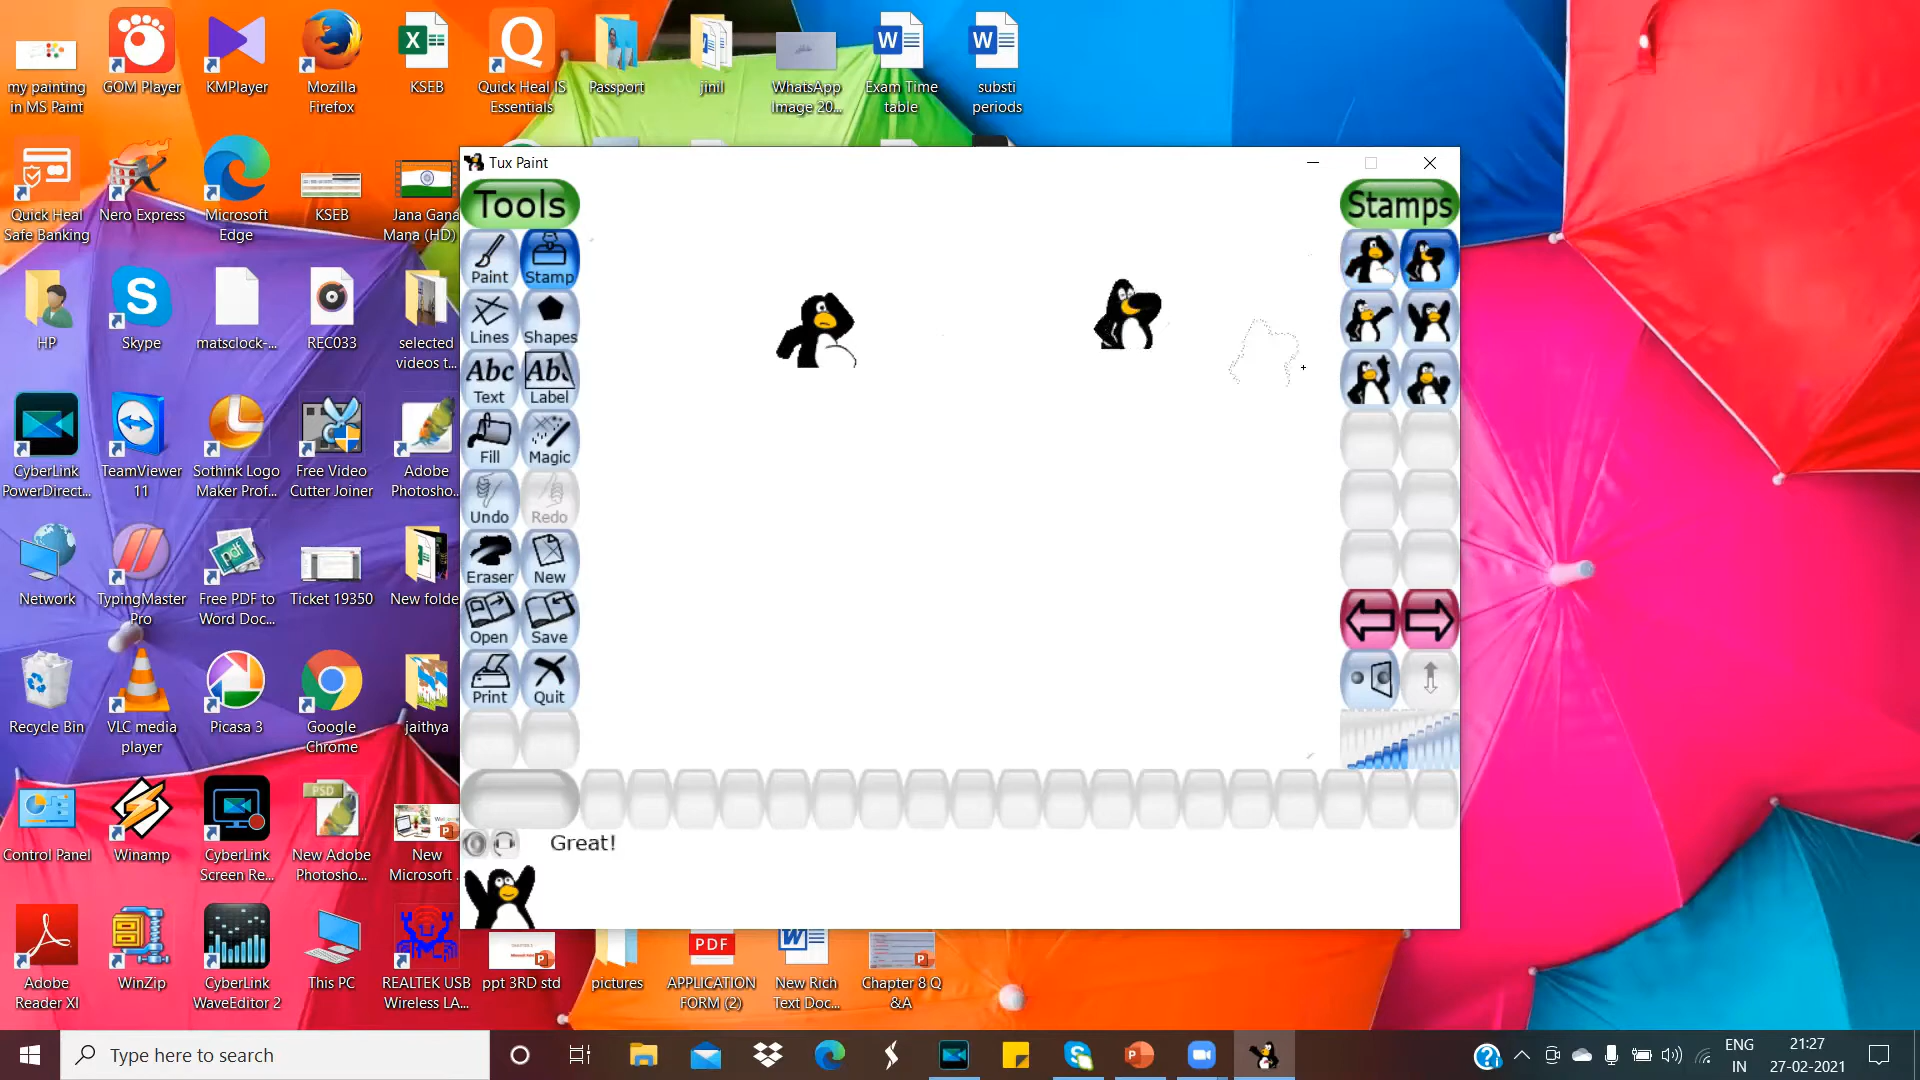 my painting
in MS Paint
GOM Player
KMPlayer
Mozilla
Firefox
KSEB
Quick Heal IS
Essentials
Passport
jinil
WhatsApp
Image 20...
Exam Time
table
substi
periods
Quick Heal
Safe Banking
Nero Express
Microsoft
Edge
KSEB
Jana Gana
Mana (HD)
HP
Skype
matsclock-...
REC033
selected
videos t...
CyberLink
PowerDirect...
TeamViewer
11
Sothink Logo
Maker Prof...
Free Video
Cutter Joiner
Adobe
Photosho...
Network
TypingMaster
Pro
Free PDF to
Word Doc...
Ticket 19350
New folde
Recycle Bin
VLC media
player
Picasa 3
Google
Chrome
jaithya
Control Panel
Winamp
CyberLink
Screen Re...
New Adobe
Photosho...
New
Microsoft .
Adobe
Reader XI
WinZip
CyberLink
WaveEditor 2
This PC
REALTEK USB
Wireless LA...
ppt 3RD std
pictures
PDF
APPLICATION
FORM (2)
New Rich
Text Doc...
Chapter 8 Q
&A
Tux Paint
Tools
Stamps
Paint
Stamp
Lines
Shapes
Abc
Text
Abc
Label
Fill
Magic
Undo
Redo
Eraser
New
Open
Save
Print
Quit
Great!
Type here to search
ENG
IN
21:27
27-02-2021